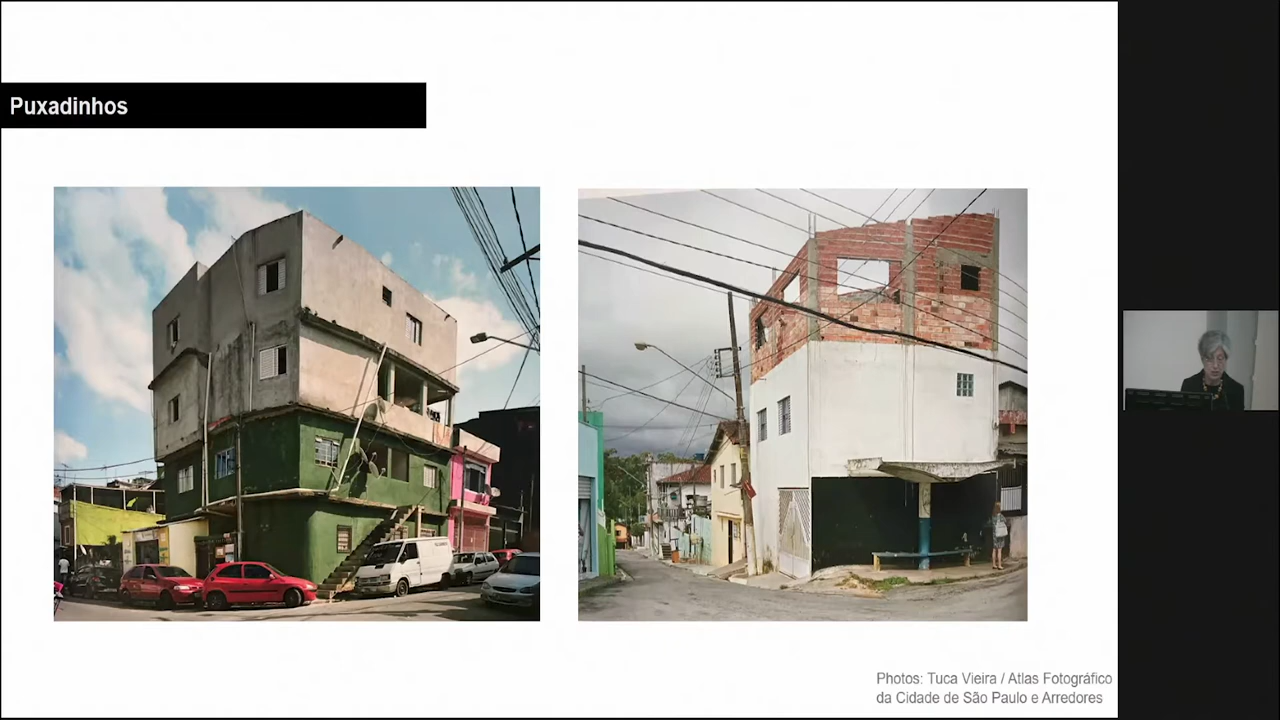 Puxadinhos
Photos: Tuca Vieira / Atlas Fotográfico
da Cidade de São Paulo e Arredores